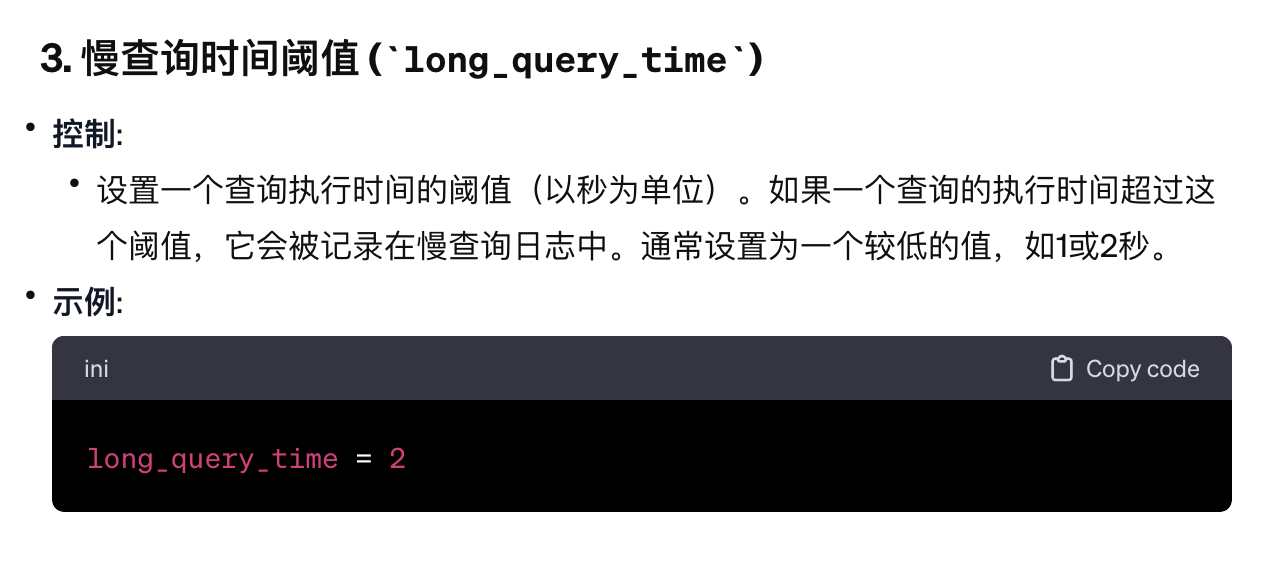 3. 慢查询时间阈值 (`long_query_time`)
• 控制:
• 设置一个查询执行时间的阈值（以秒为单位）。如果一个查询的执行时间超过这
个阈值，它会被记录在慢查询日志中。通常设置为一个较低的值，如1或2秒。
• 示例:
ini Copy code
long_query_time = 2